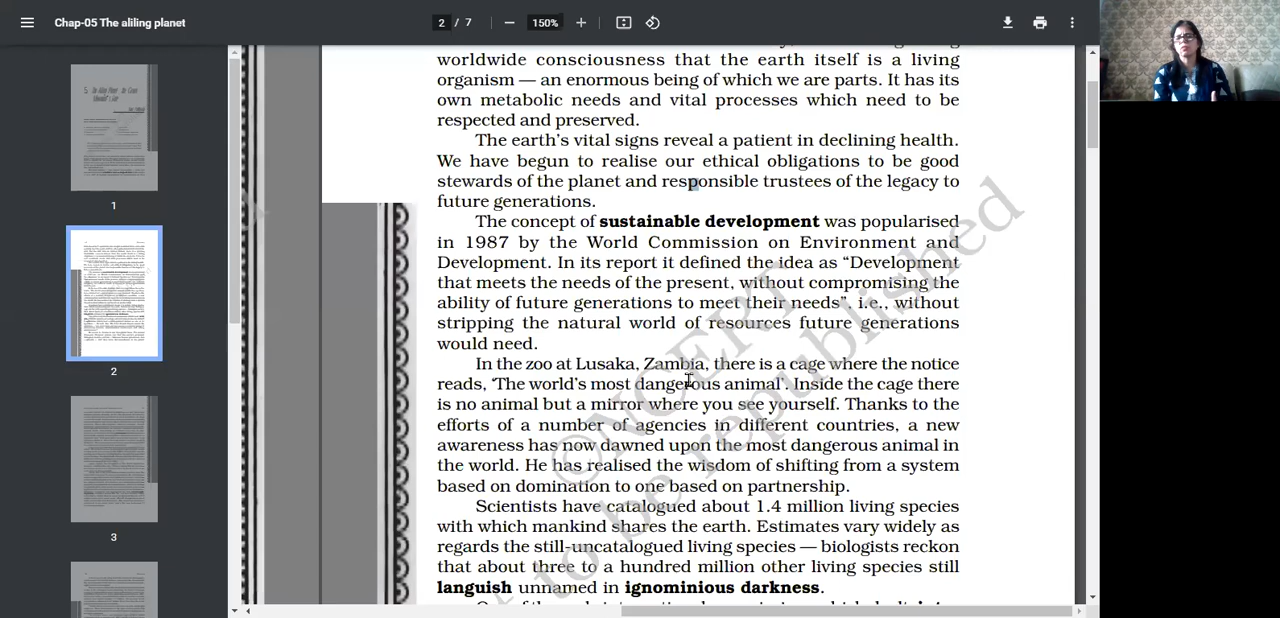 Chap-05 The aliling planet
2 / 7
150%
worldwide consciousness that the earth itself is a living
organism — an enormous being of which we are parts. It has its
own metabolic needs and vital processes which need to be
respected and preserved.
The earth's vital signs reveal a patient in declining health.
We have begun to realise our ethical obligations to be good
stewards of the planet and responsible trustees of the legacy to
future generations.
The concept of sustainable development was popularised
in 1987 by the World Commission on Environment and
Development. In its report it defined the idea as "Development
that meets the needs of the present, without compromising the
ability of future generations to meet their needs", i.e., without
stripping the natural world of resources future generations
would need.
In the zoo at Lusaka, Zambia, there is a cage where the notice
reads, 'The world's most dangerous animal'. Inside the cage there
is no animal but a mirror where you see yourself. Thanks to the
efforts of a number of agencies in different countries, a new
awareness has now dawned upon the most dangerous animal in
the world. He has realised the wisdom of shifting from a system
based on domination to one based on partnership.
Scientists have catalogued about 1.4 million living species
with which mankind shares the earth. Estimates vary widely as
regards the still-uncatalogued living species — biologists reckon
that about three to a hundred million other living species still
languish unnamed in ignominious darkness.
1
2
3